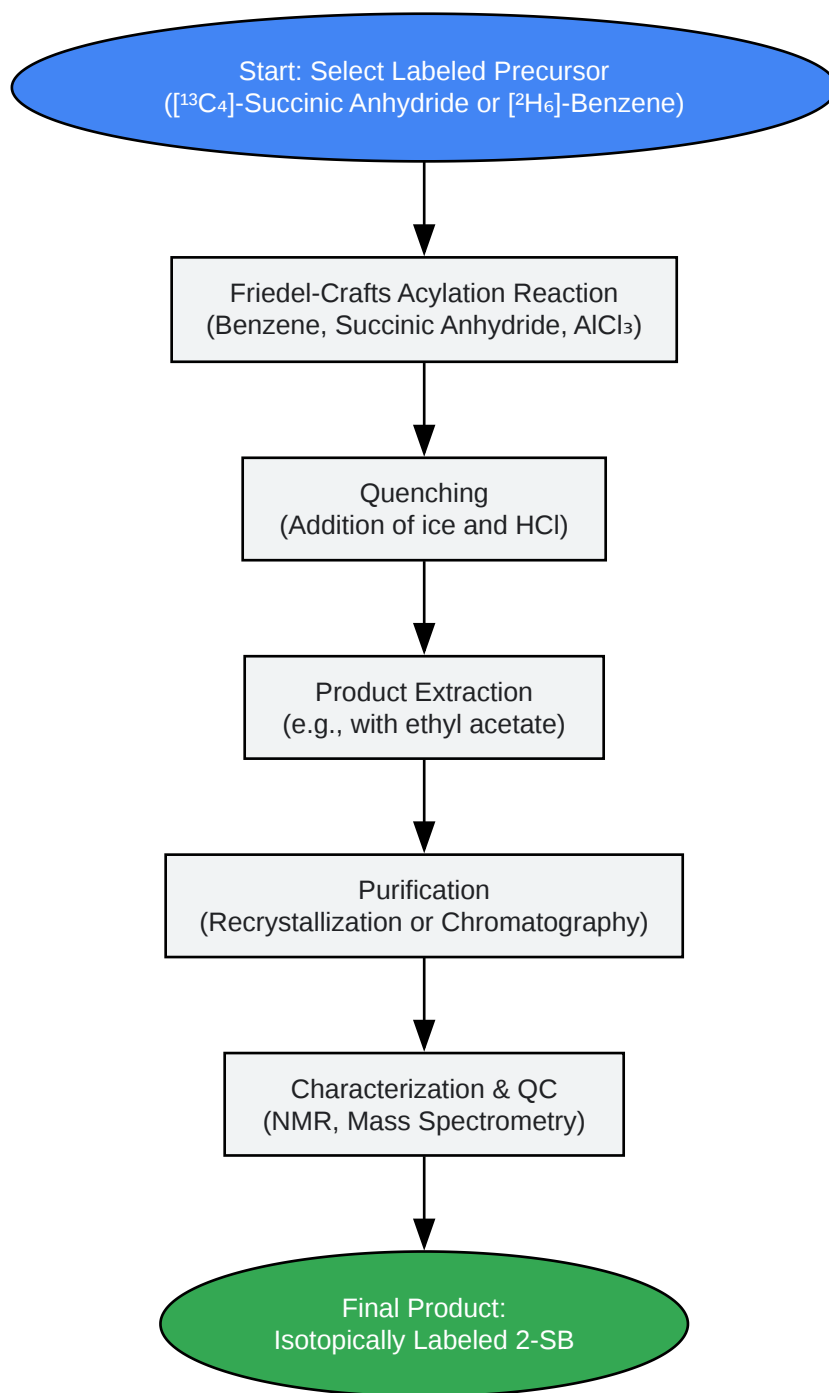 Start: Select Labeled Precursor
([¹³C₄]-Succinic Anhydride or [²H₆]-Benzene)
Friedel-Crafts Acylation Reaction
(Benzene, Succinic Anhydride, AlCl₃)
Quenching
(Addition of ice and HCl)
Product Extraction
(e.g., with ethyl acetate)
Purification
(Recrystallization or Chromatography)
Characterization & QC
(NMR, Mass Spectrometry)
Final Product:
Isotopically Labeled 2-SB